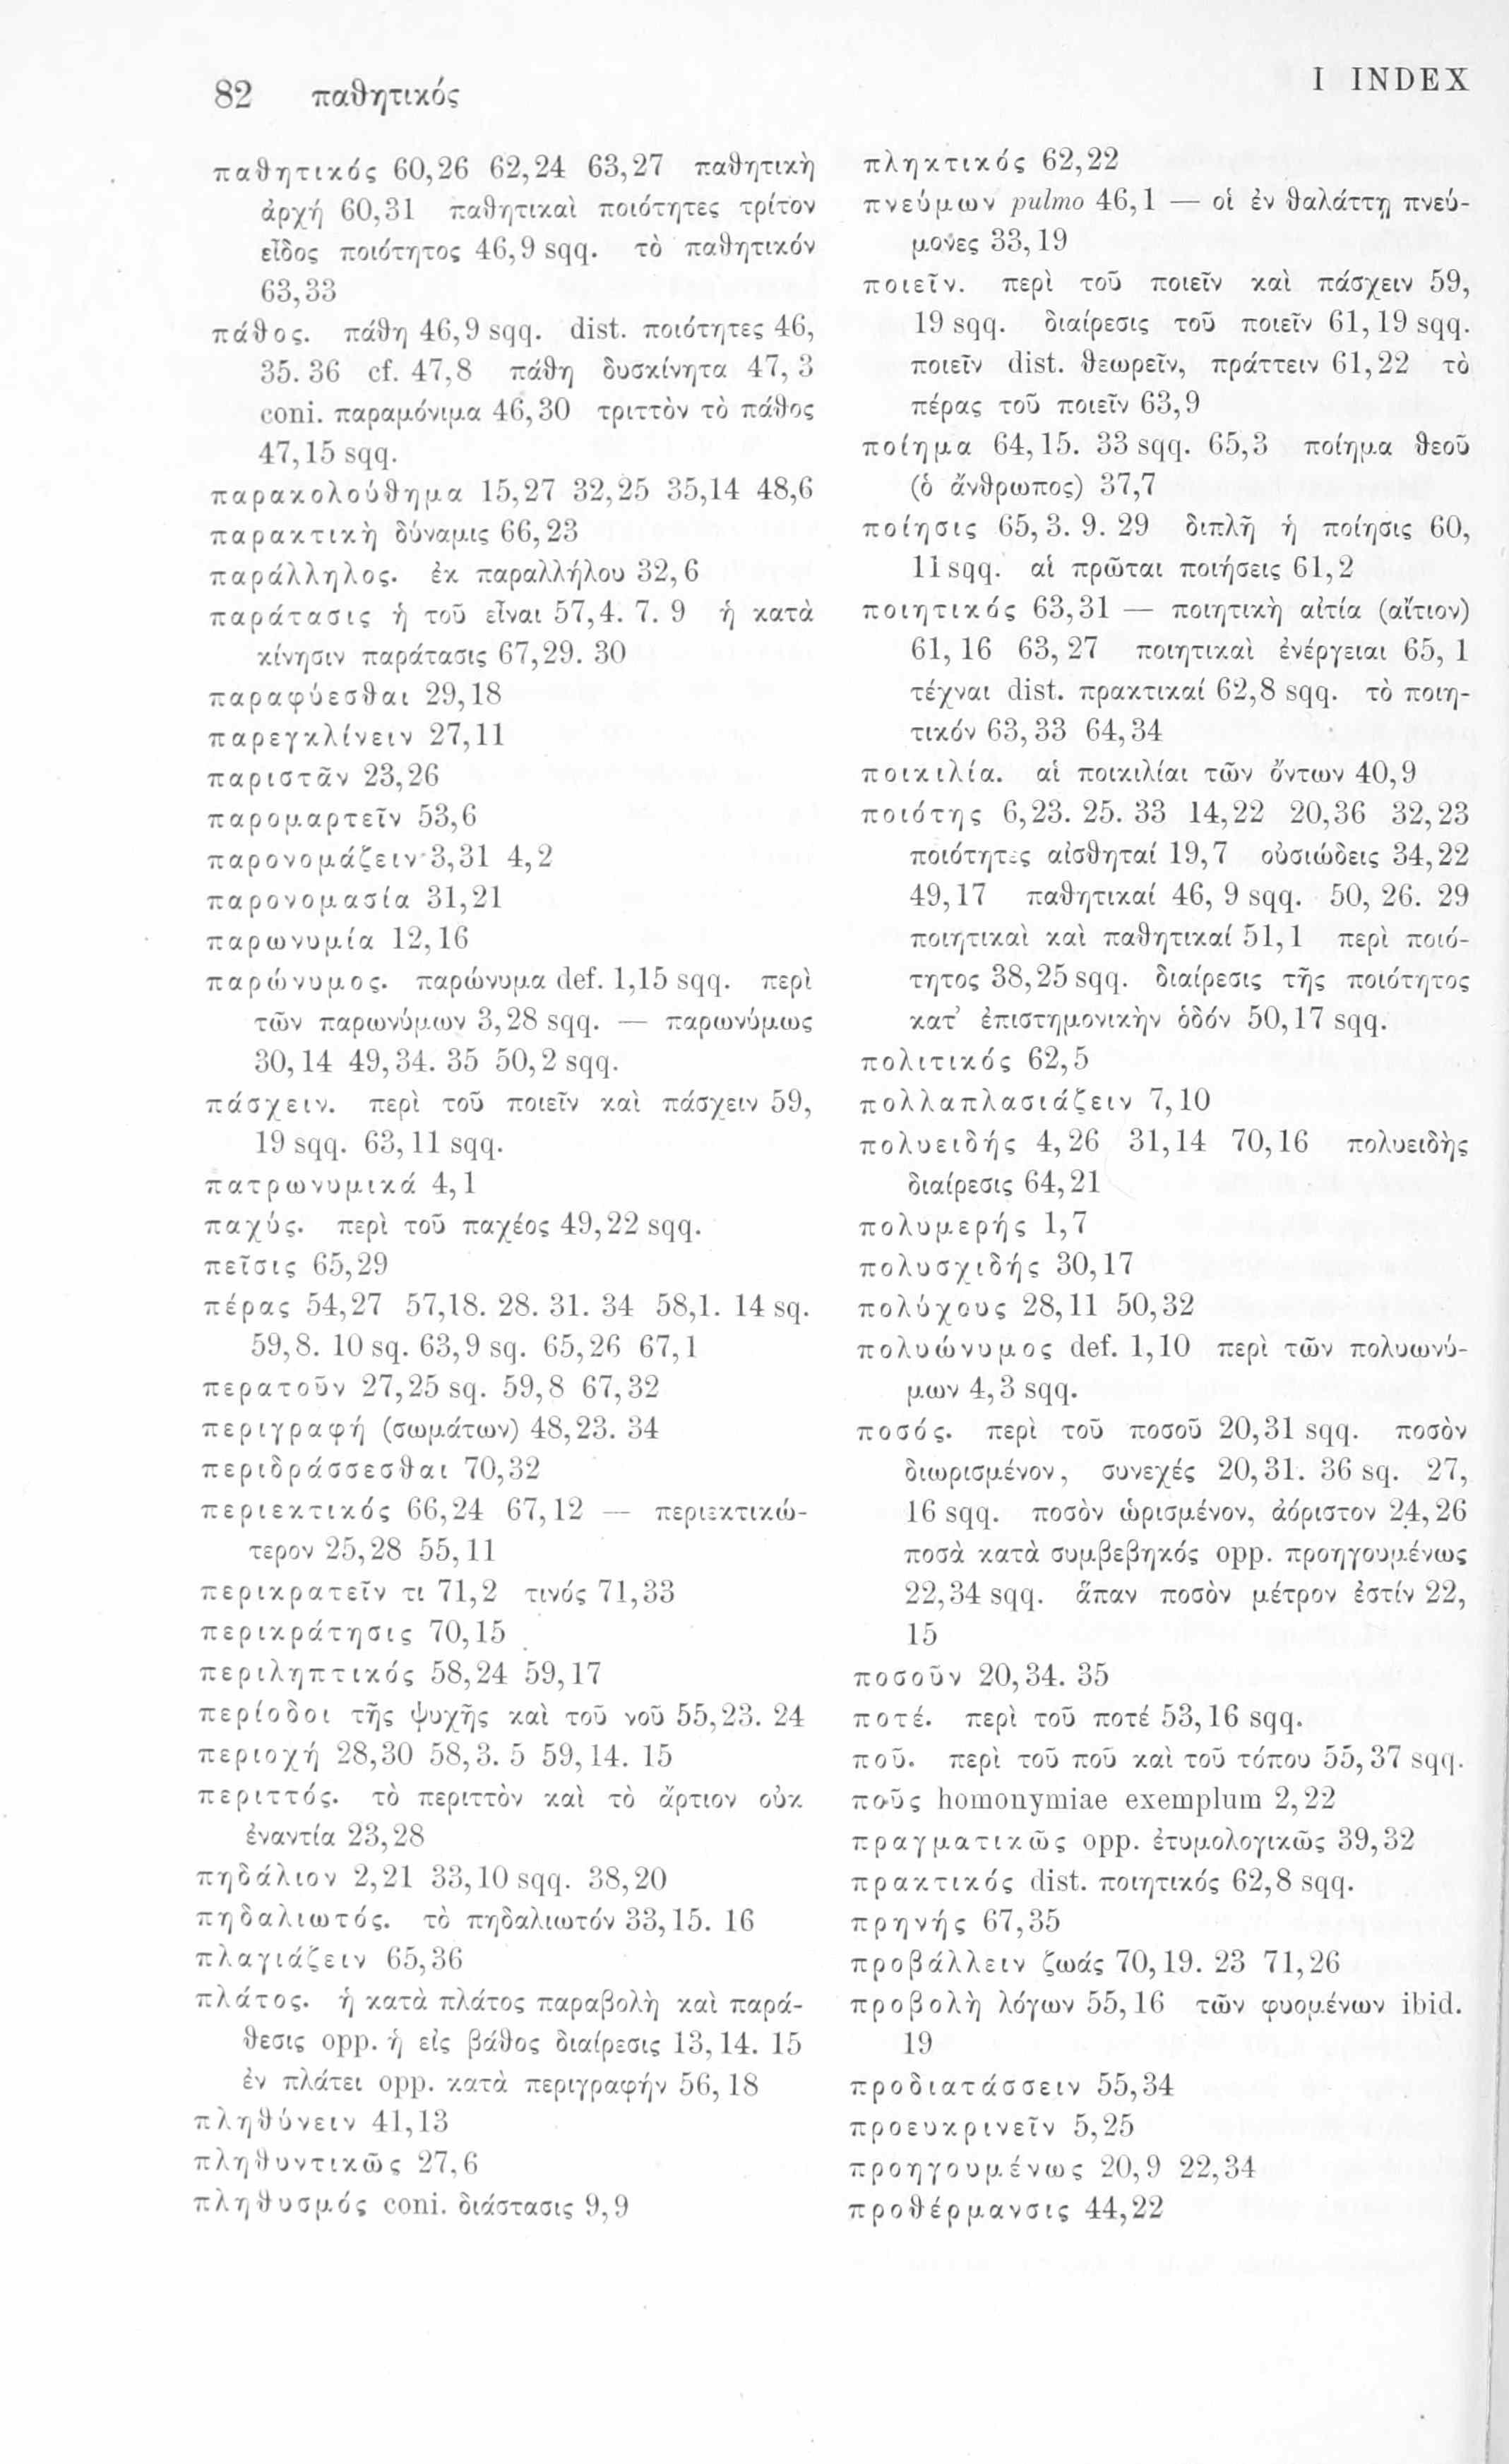 82 παθητικός
I INDEX
παθητικός 60,26 62,24 63,27 παθητικὴ
ἀρχή 60,31 παθητικαὶ ποιότητες τρίτον
εἶδος ποιότητος 46,9 sqq. τὸ παθητικόν
63,33
πάθος. πάθη 46,9 sqq. dist. ποιότητες 46,
35. 36 cf. 47,8 πάθη δυσκίνητα 47, 3
coni. παραμόνιμα 46,30 τριττὸν τὸ πάθος
47,15 sqq.
παρακολούθημα 15,27 32,25 35,14 48,6
παρακτικὴ δύναμις 66,23
παράλληλος. ἐκ παραλλήλου 32,6
παράτασις ἡ τοῦ εἶναι 57,4. 7. 9 ἡ κατὰ
κίνησιν παράτασις 67,29. 30
παραφύεσθαι 29,18
παρεγκλίνειν 27,11
παριστᾶν 23,26
παρομαρτεῖν 53,6
παρονομάζειν 3,31 4,2
παρονομασία 31,21
παρωνυμία 12,16
παρώνυμος. παρώνυμα def. 1,15 sqq. περὶ
τῶν παρωνύμων 3,28 sqq. — παρωνύμως
30,14 49,34. 35 50,2 sqq.
πάσχειν. περὶ τοῦ ποιεῖν καὶ πάσχειν 59,
19 sqq. 63,11 sqq.
πατρωνυμικά 4,1
παχύς. περὶ τοῦ παχέος 49,22 sqq.
πεῖσις 65,29
πέρας 54,27 57,18. 28. 31. 34 58,1. 14 sq.
59,8. 10 sq. 63,9 sq. 65,26 67,1
περατοῦν 27,25 sq. 59,8 67,32
περιγραφή (σωμάτων) 48,23. 34
περιδράσσεσθαι 70,32
περιεκτικός 66,24 67,12 — περιεκτικώ-
τερον 25,28 55,11
περικρατεῖν τι 71,2 τινός 71,33
περικράτησις 70,15
περιληπτικός 58,24 59,17
περίοδοι τῆς ψυχῆς καὶ τοῦ νοῦ 55,23. 24
περιοχή 28,30 58,3. 5 59,14. 15
περιττός. τὸ περιττὸν καὶ τὸ ἄρτιον οὐκ
ἐναντία 23,28
πηδάλιον 2,21 33,10 sqq. 38,20
πηδαλιωτός. τὸ πηδαλιωτόν 33,15. 16
πλαγιάζειν 65,36
πλάτος. ἡ κατὰ πλάτος παραβολὴ καὶ παρά-
θεσις opp. ἡ εἰς βάθος διαίρεσις 13,14. 15
ἐν πλάτει opp. κατὰ περιγραφήν 56,18
πληθύνειν 41,13
πληθυντικῶς 27,6
πληθυσμός coni. διάστασις 9,9
πληκτικός 62,22
πνεύμων pulmo 46,1 — οἱ ἐν θαλάττῃ πνεύ-
μονες 33,19
ποιεῖν. περὶ τοῦ ποιεῖν καὶ πάσχειν 59,
19 sqq. διαίρεσις τοῦ ποιεῖν 61,19 sqq.
ποιεῖν dist. θεωρεῖν, πράττειν 61,22 τὸ
πέρας τοῦ ποιεῖν 63,9
ποίημα 64,15. 33 sqq. 65,3 ποίημα θεοῦ
(ὁ ἄνθρωπος) 37,7
ποίησις 65,3. 9. 29 διπλῆ ἡ ποίησις 60,
11 sqq. αἱ πρῶται ποιήσεις 61,2
ποιητικός 63,31 — ποιητικὴ αἰτία (αἴτιον)
61, 16 63, 27 ποιητικαὶ ἐνέργειαι 65, 1
τέχναι dist. πρακτικαί 62,8 sqq. τὸ ποιη-
τικόν 63,33 64,34
ποικιλία. αἱ ποικιλίαι τῶν ὄντων 40,9
ποιότης 6,23. 25. 33 14,22 20,36 32,23
ποιότητες αἰσθηταί 19,7 οὐσιώδεις 34,22
49,17 παθητικαί 46, 9 sqq. 50, 26. 29
ποιητικαὶ καὶ παθητικαί 51,1 περὶ ποιό-
τητος 38,25 sqq. διαίρεσις τῆς ποιότητος
κατ’ ἐπιστημονικὴν ὁδόν 50,17 sqq.
πολιτικός 62,5
πολλαπλασιάζειν 7,10
πολυειδής 4,26 31,14 70,16 πολυειδὴς
διαίρεσις 64,21
πολυμερής 1,7
πολυσχιδής 30,17
πολύχους 28,11 50,32
πολυώνυμος def. 1,10 περὶ τῶν πολυωνύ-
μων 4,3 sqq.
ποσός. περὶ τοῦ ποσοῦ 20,31 sqq. ποσὸν
διωρισμένον, συνεχές 20,31. 36 sq. 27,
16 sqq. ποσὸν ὡρισμένον, ἀόριστον 24,26
ποσὰ κατὰ συμβεβηκός opp. προηγουμένως
22,34 sqq. ἅπαν ποσὸν μέτρον ἐστίν 22,
15
ποσοῦν 20,34. 35
ποτέ. περὶ τοῦ ποτέ 53,16 sqq.
ποῦ. περὶ τοῦ ποῦ καὶ τοῦ τόπου 55,37 sqq.
ποῦς homonymiae exemplum 2,22
πραγματικῶς opp. ἐτυμολογικῶς 39,32
πρακτικός dist. ποιητικός 62,8 sqq.
πρηνής 67,35
προβάλλειν ζωάς 70,19. 23 71,26
προβολὴ λόγων 55,16 τῶν φυομένων ibid.
19
προδιατάσσειν 55,34
προευκρινεῖν 5,25
προηγουμένως 20,9 22,34
προθέρμανσις 44,22